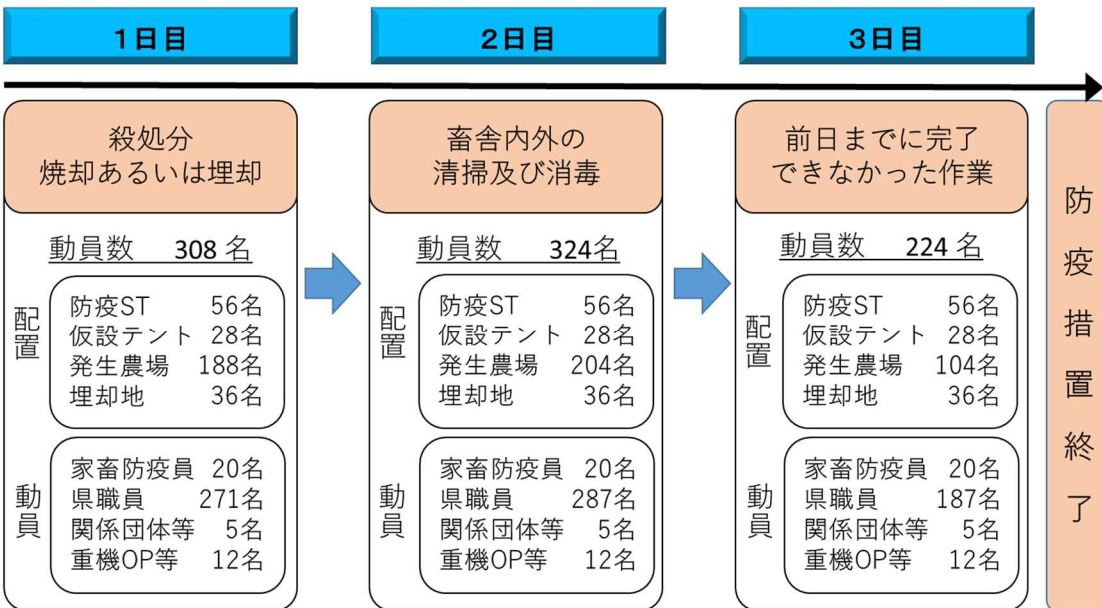 1日目
殺処分
焼却あるいは埋却
動員数 308 名
配置
防疫ST 56名
仮設テント 28名
発生農場 188名
埋却地 36名
動員
家畜防疫員 20名
県職員 271名
関係団体等 5名
重機OP等 12名
2日目
畜舎内外の
清掃及び消毒
動員数 324名
配置
防疫ST 56名
仮設テント 28名
発生農場 204名
埋却地 36名
動員
家畜防疫員 20名
県職員 287名
関係団体等 5名
重機OP等 12名
3日目
前日までに完了
できなかった作業
動員数 224 名
配置
防疫ST 56名
仮設テント 28名
発生農場 104名
埋却地 36名
動員
家畜防疫員 20名
県職員 187名
関係団体等 5名
重機OP等 12名
防疫措置終了